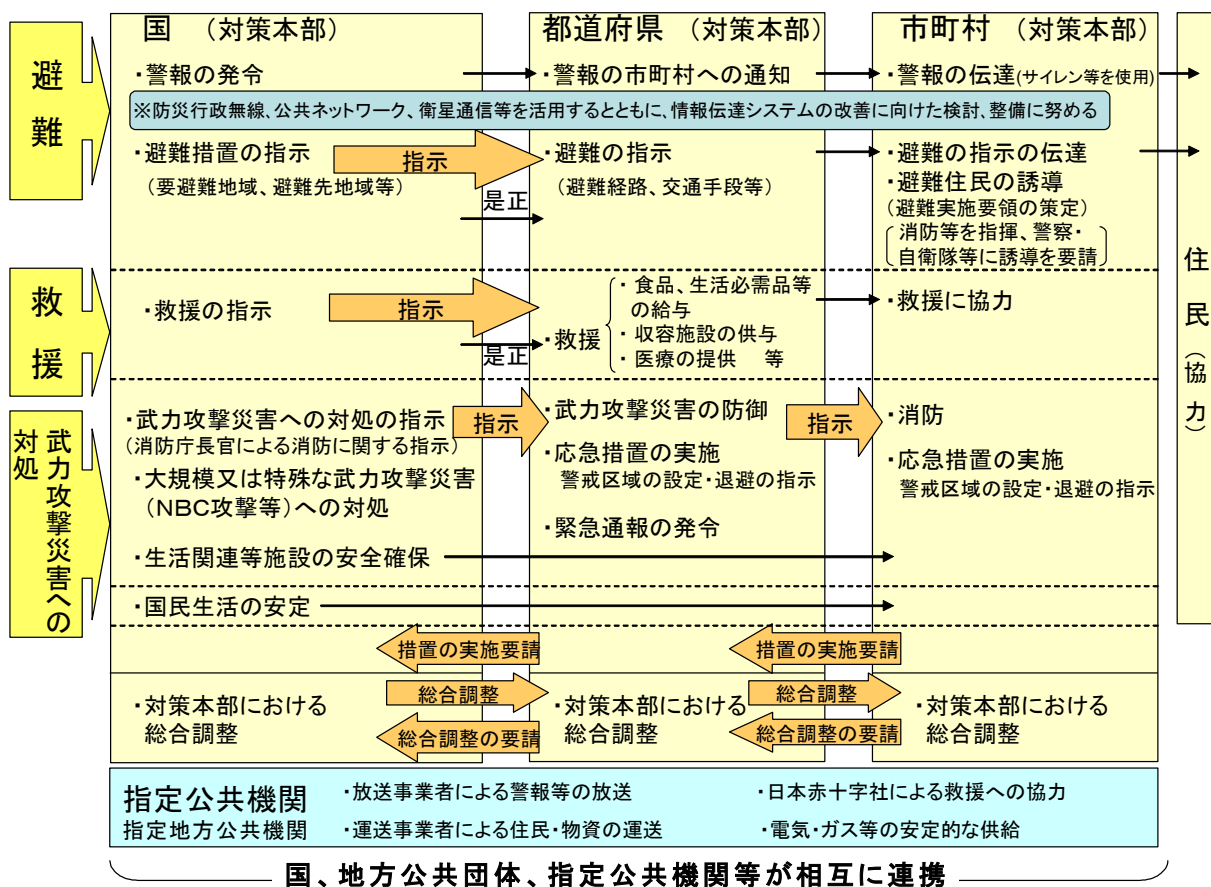 避難
国 (対策本部)
都道府県 (対策本部)
市町村 (対策本部)
・警報の発令
・警報の市町村への通知
・警報の伝達(サイレン等を使用)
※防災行政無線、公共ネットワーク、衛星通信等を活用するとともに、情報伝達システムの改善に向けた検討、整備に努める
・避難措置の指示
(要避難地域、避難先地域等)
指示
是正
・避難の指示
(避難経路、交通手段等)
・避難の指示の伝達
・避難住民の誘導
(避難実施要領の策定)
消防等を指揮、警察・
自衛隊等に誘導を要請
住民(協力)
救援
・救援の指示
指示
是正
・救援
・食品、生活必需品等
の給与
・収容施設の供与
・医療の提供 等
・救援に協力
武力攻撃災害への
対処
・武力攻撃災害への対処の指示
(消防庁長官による消防に関する指示)
指示
・武力攻撃災害の防御
指示
・消防
・大規模又は特殊な武力攻撃災害
(NBC攻撃等)への対処
・応急措置の実施
警戒区域の設定・退避の指示
・応急措置の実施
警戒区域の設定・退避の指示
・緊急通報の発令
・生活関連等施設の安全確保
・国民生活の安定
措置の実施要請
措置の実施要請
・対策本部における
総合調整
総合調整
総合調整の要請
・対策本部における
総合調整
総合調整
総合調整の要請
・対策本部における
総合調整
指定公共機関
指定地方公共機関
・放送事業者による警報等の放送
・日本赤十字社による救援への協力
・運送事業者による住民・物資の運送
・電気・ガス等の安定的な供給
国、地方公共団体、指定公共機関等が相互に連携